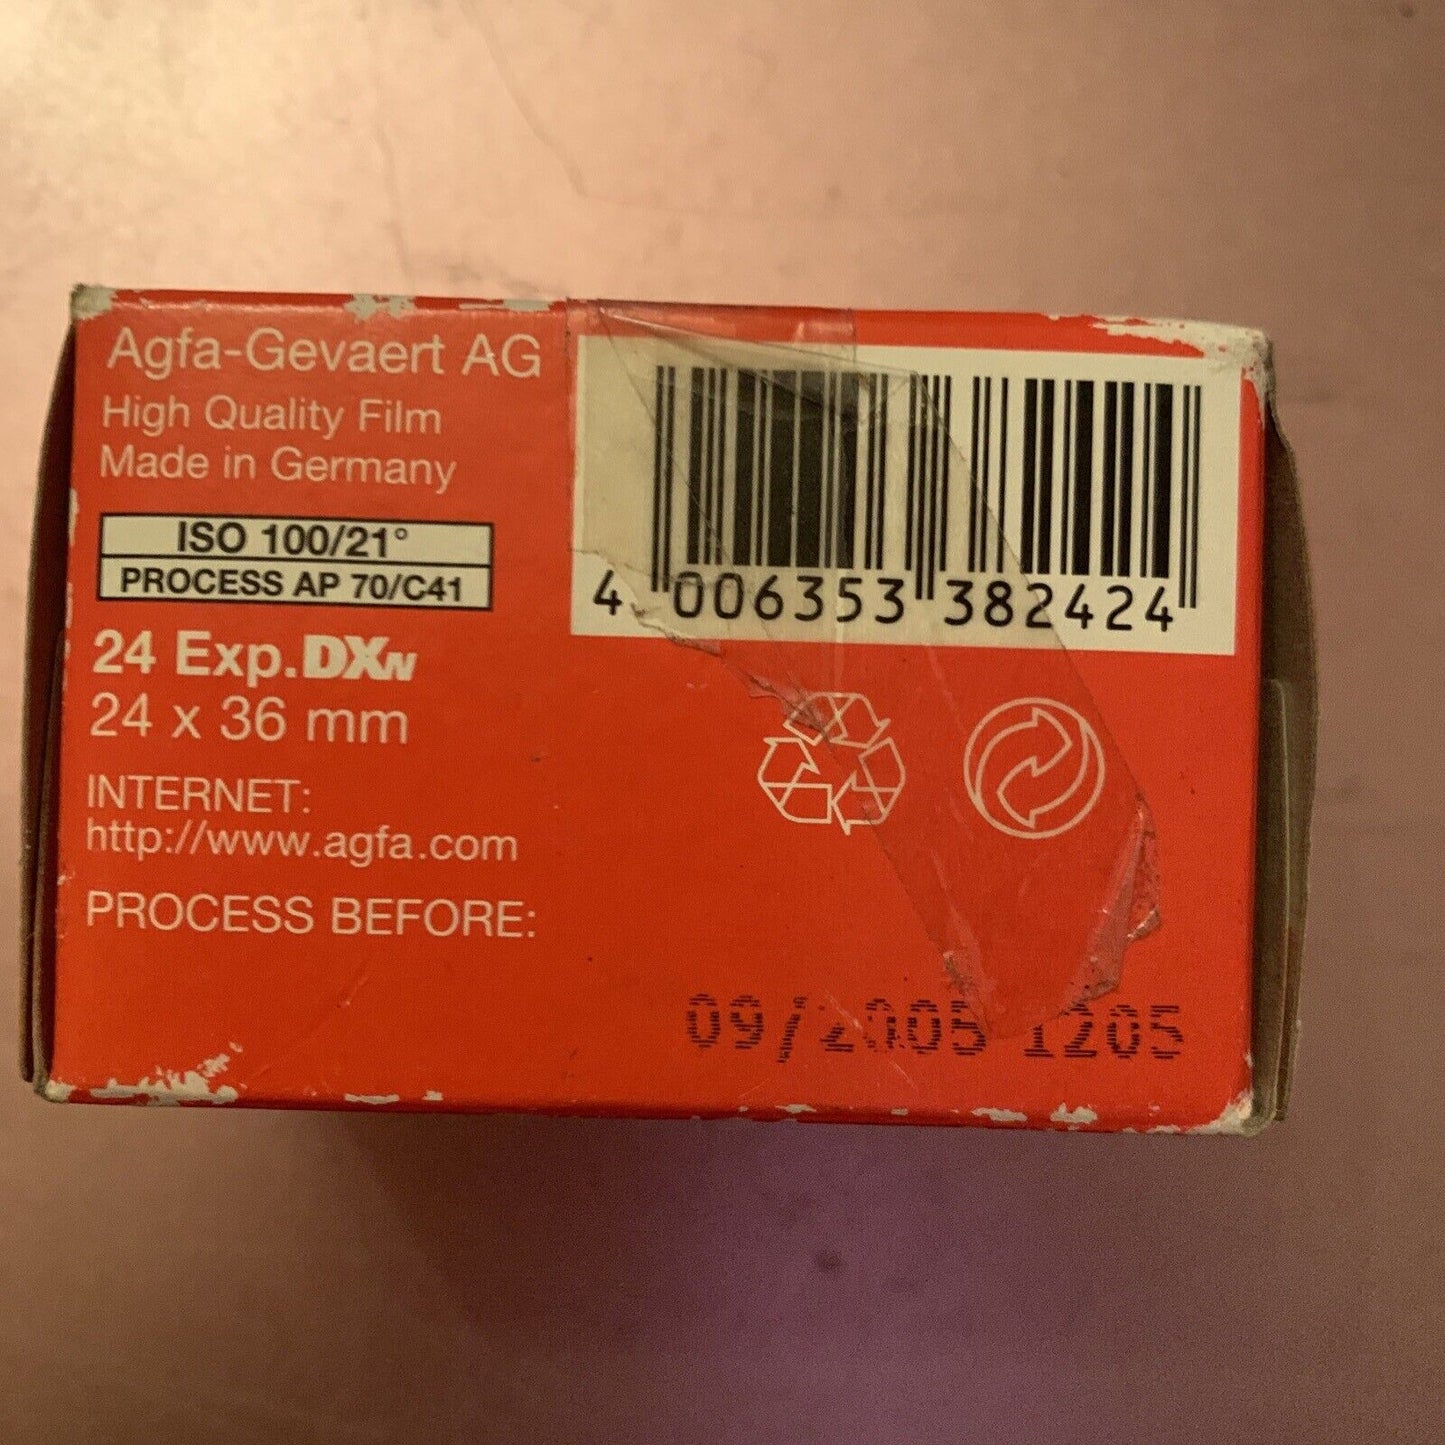 Agfa-Gevaert AG
High Quality Film
Made in Germany
ISO 100/21°
PROCESS AP 70/C41
24 Exp. DXN
24 x 36 mm
INTERNET:
http://www.agfa.com
PROCESS BEFORE:
4 006353 382424
09/2005 1205